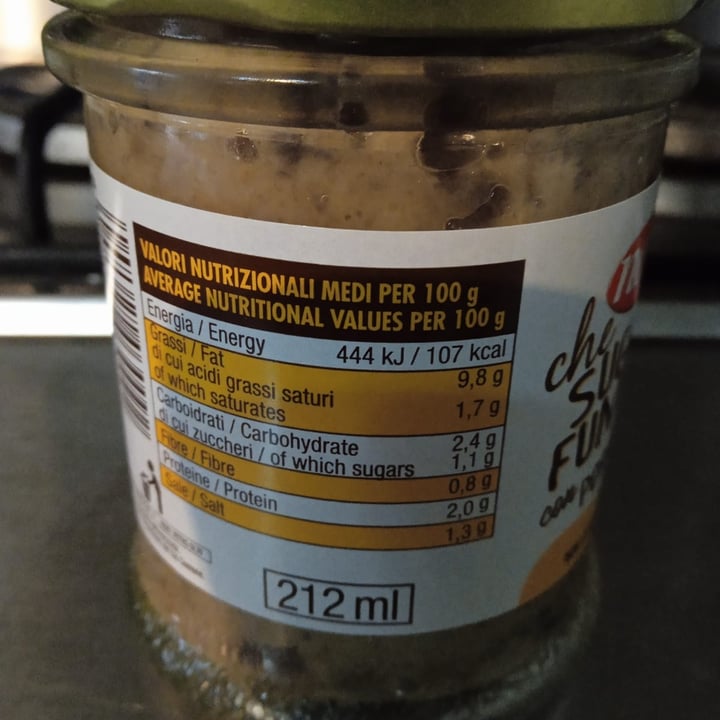 VALORI NUTRIZIONALI MEDI PER 100 g
AVERAGE NUTRITIONAL VALUES PER 100 g
Energia / Energy 444 kJ / 107 kcal
Grassi / Fat 9,8 g
di cui acidi grassi saturi
of which saturates 1,7 g
Carboidrati / Carbohydrate 2,4 g
di cui zuccheri / of which sugars 1,1 g
Fibre / Fibre 0,8 g
Proteine / Protein 2,0 g
Sale / Salt 1,3 g
212 ml
che